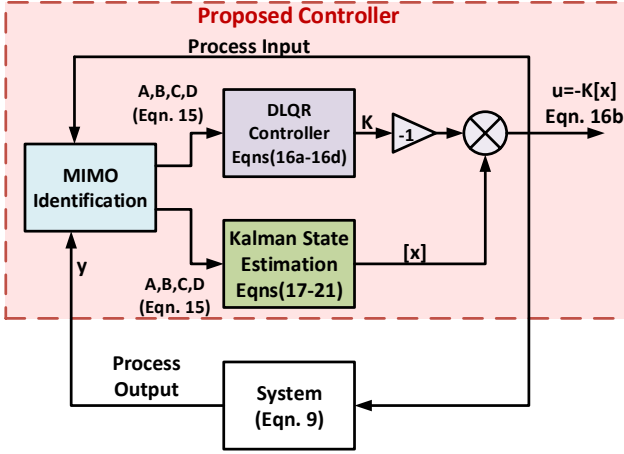 Proposed Controller
Process Input
A,B,C,D
(Eqn. 15)
DLQR
Controller
Eqns(16a-16d)
K
-1
u=-K[x]
Eqn. 16b
MIMO
Identification
Kalman State
Estimation
Eqns(17-21)
[x]
y
A,B,C,D
(Eqn. 15)
Process
Output
System
(Eqn. 9)